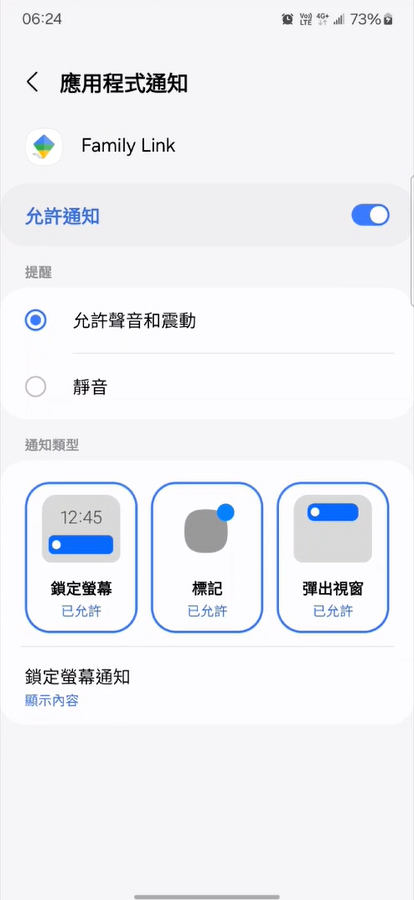 06:24 Vo) 4G+ LTE 73%
應用程式通知
Family Link
允許通知
提醒
允許聲音和震動
靜音
通知類型
12:45
鎖定螢幕 標記 彈出視窗
已允許 已允許 已允許
鎖定螢幕通知
顯示內容